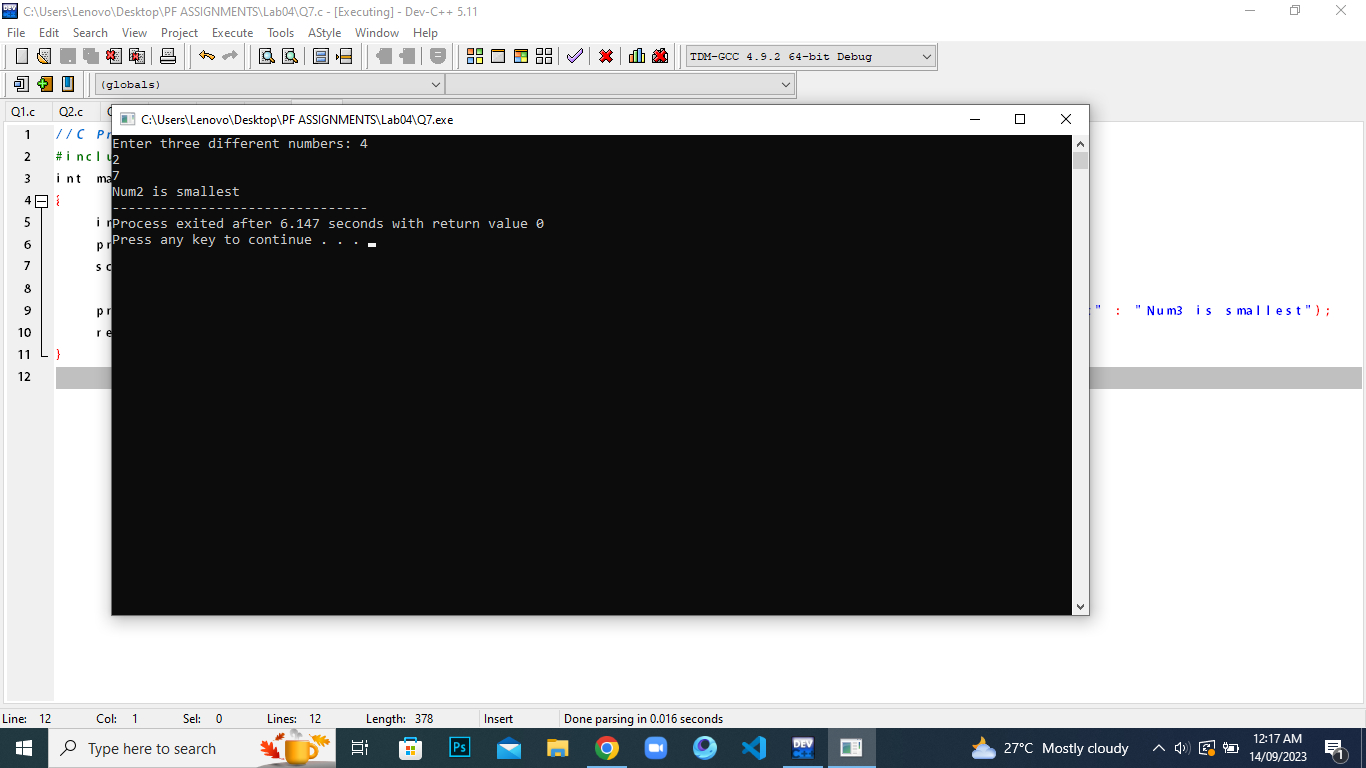 C:\Users\Lenovo\Desktop\PF ASSIGNMENTS\Lab04\Q7.c - [Executing] - Dev-C++ 5.11
File Edit Search View Project Execute Tools AStyle Window Help
TDM-GCC 4.9.2 64-bit Debug
(globals)
Q1.c Q2.c
C:\Users\Lenovo\Desktop\PF ASSIGNMENTS\Lab04\Q7.exe
Enter three different numbers: 4
2
7
Num2 is smallest
--------------------------------
Process exited after 6.147 seconds with return value 0
Press any key to continue . . .
1 //C Pr
2 #inclu
3 int ma
4 {
5 in
6 pr
7 sc
8
9 pr " : "Num3 is smallest");
10 re
11 }
12
Line: 12 Col: 1 Sel: 0 Lines: 12 Length: 378 Insert Done parsing in 0.016 seconds
Type here to search
Ps
DEV
27°C Mostly cloudy
12:17 AM
14/09/2023
1